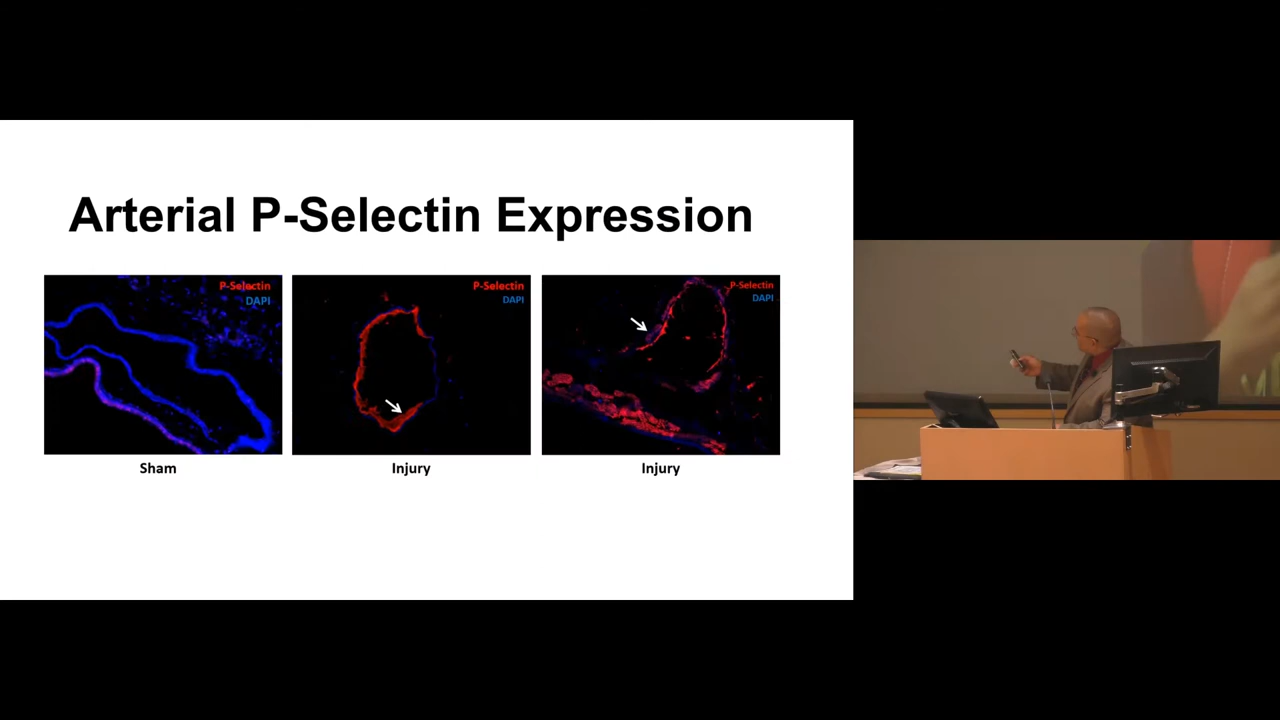 Arterial P-Selectin Expression
P-Selectin
DAPI
P-Selectin
DAPI
P-Selectin
DAPI
Sham
Injury
Injury